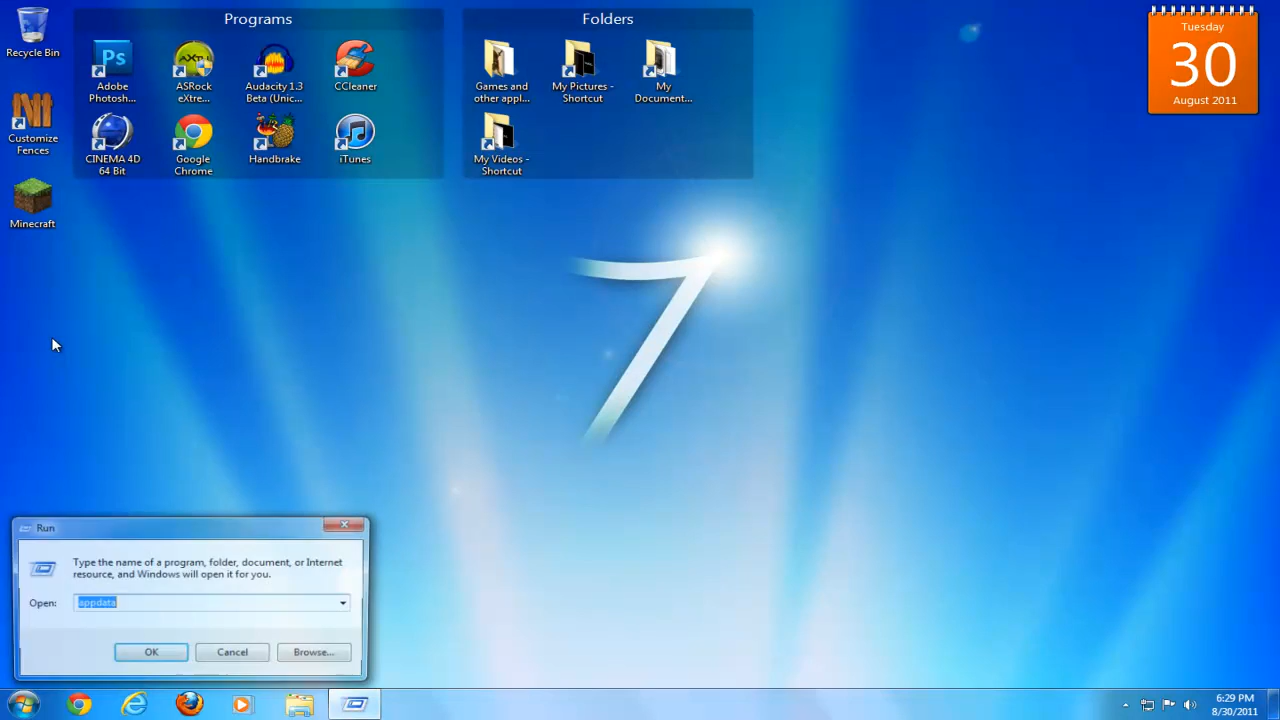 Programs
Folders
Recycle Bin
Adobe
Photosh...
ASRock
eXtre...
Audacity 1.3
Beta (Unic...
CCleaner
Games and
other appl...
My Pictures -
Shortcut
My
Document...
Tuesday
30
August 2011
Customize
Fences
CINEMA 4D
64 Bit
Google
Chrome
Handbrake
iTunes
My Videos -
Shortcut
Minecraft
Ps
7
Run
Type the name of a program, folder, document, or Internet
resource, and Windows will open it for you.
Open:
appdata
OK
Cancel
Browse...
6:29 PM
8/30/2011